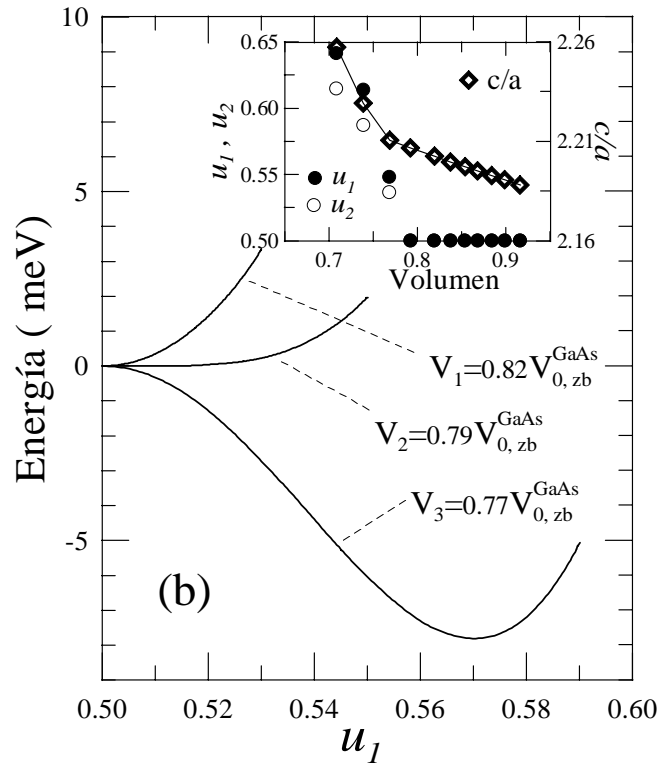 10
5
0
-5
Energía ( meV)
0.50
0.52
0.54
0.56
0.58
0.60
u1
(b)
V1=0.82V0, zb GaAs
V2=0.79V0, zb GaAs
V3=0.77V0, zb GaAs
0.65
0.60
0.55
0.50
u1 , u2
2.26
2.21
2.16
c/a
c/a
u1
u2
0.7
0.8
0.9
Volumen